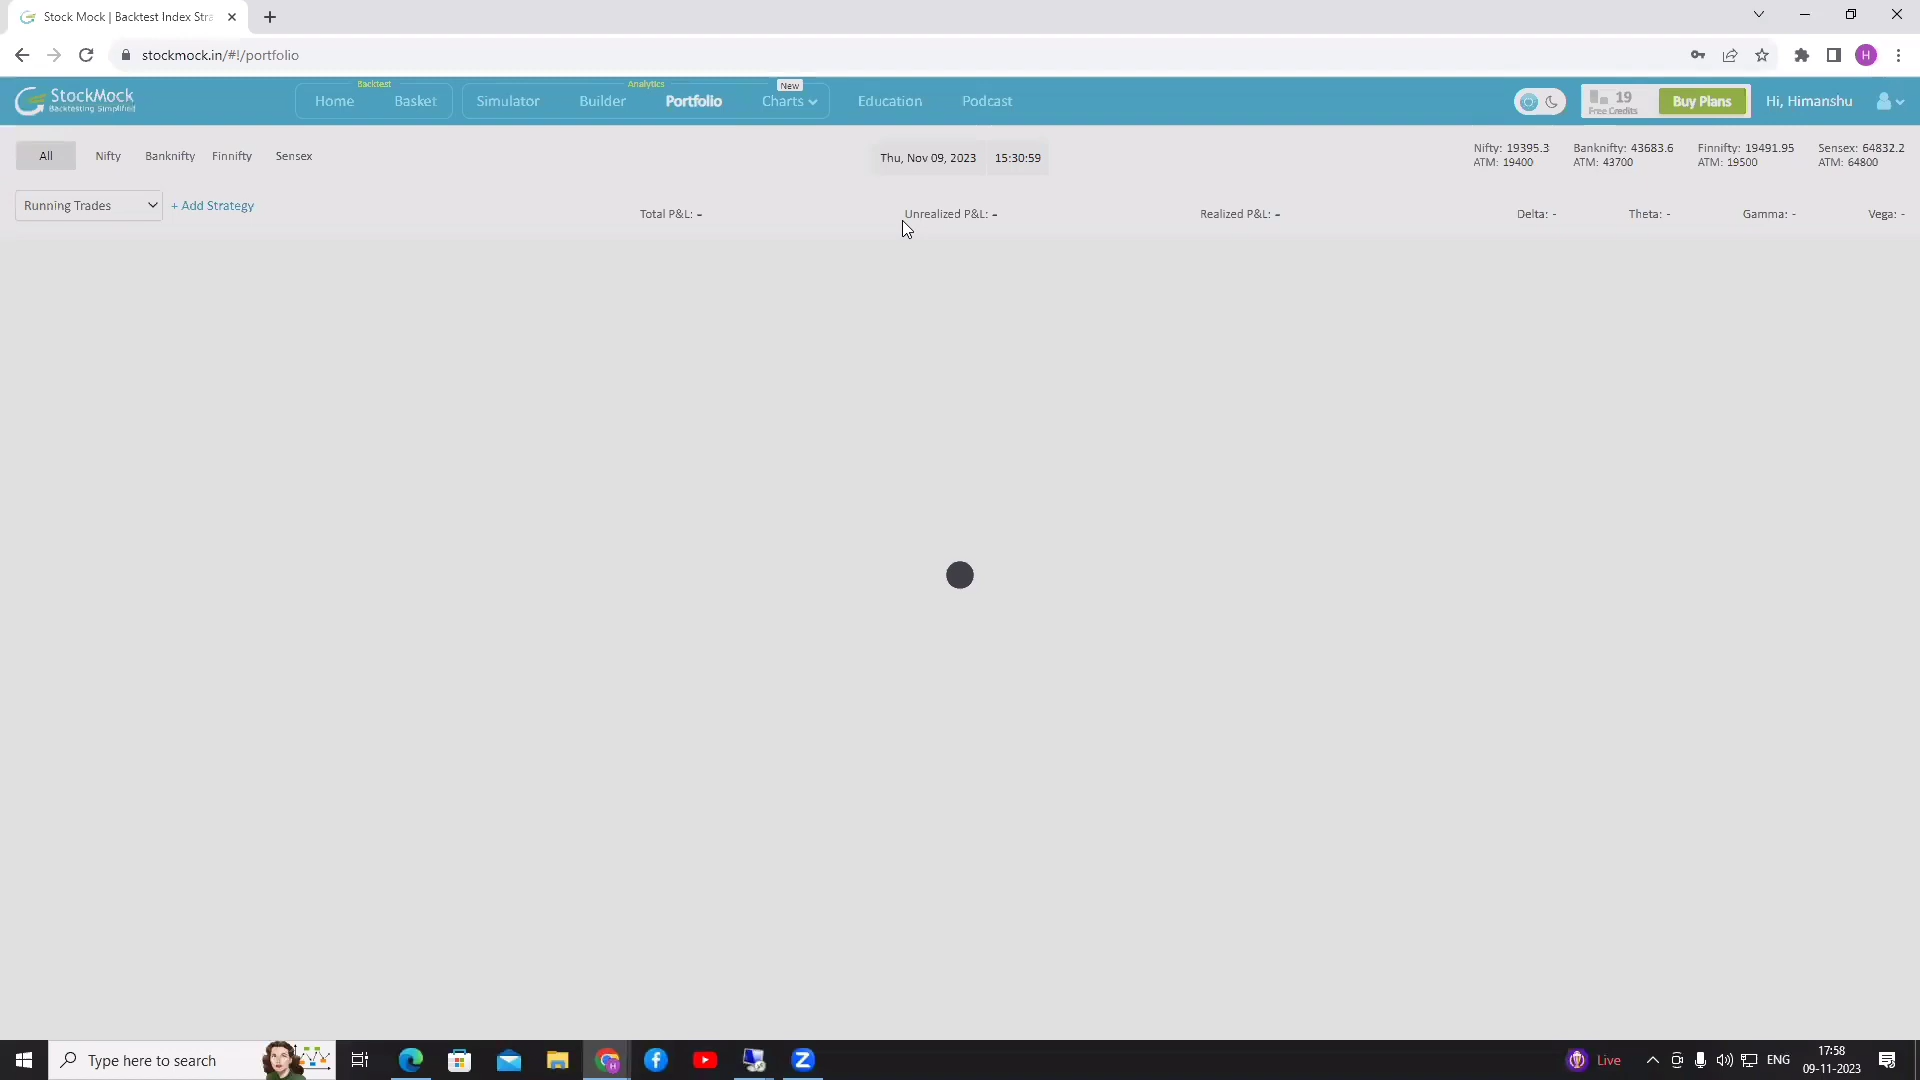 Stock Mock | Backtest Index Stra
stockmock.in/#!/portfolio
H
StockMock
Backtesting Simplified
Backtest
Home
Basket
Analytics
Simulator
Builder
Portfolio
New
Charts
Education
Podcast
19
Free Credits
Buy Plans
Hi, Himanshu
All
Nifty
Banknifty
Finnifty
Sensex
Thu, Nov 09, 2023
15:30:59
Nifty: 19395.3
ATM: 19400
Banknifty: 43683.6
ATM: 43700
Finnifty: 19491.95
ATM: 19500
Sensex: 64832.2
ATM: 64800
Running Trades
+ Add Strategy
Total P&L: -
Unrealized P&L: -
Realized P&L: -
Delta: -
Theta: -
Gamma: -
Vega: -
Type here to search
H
Z
Live
ENG
17:58
09-11-2023